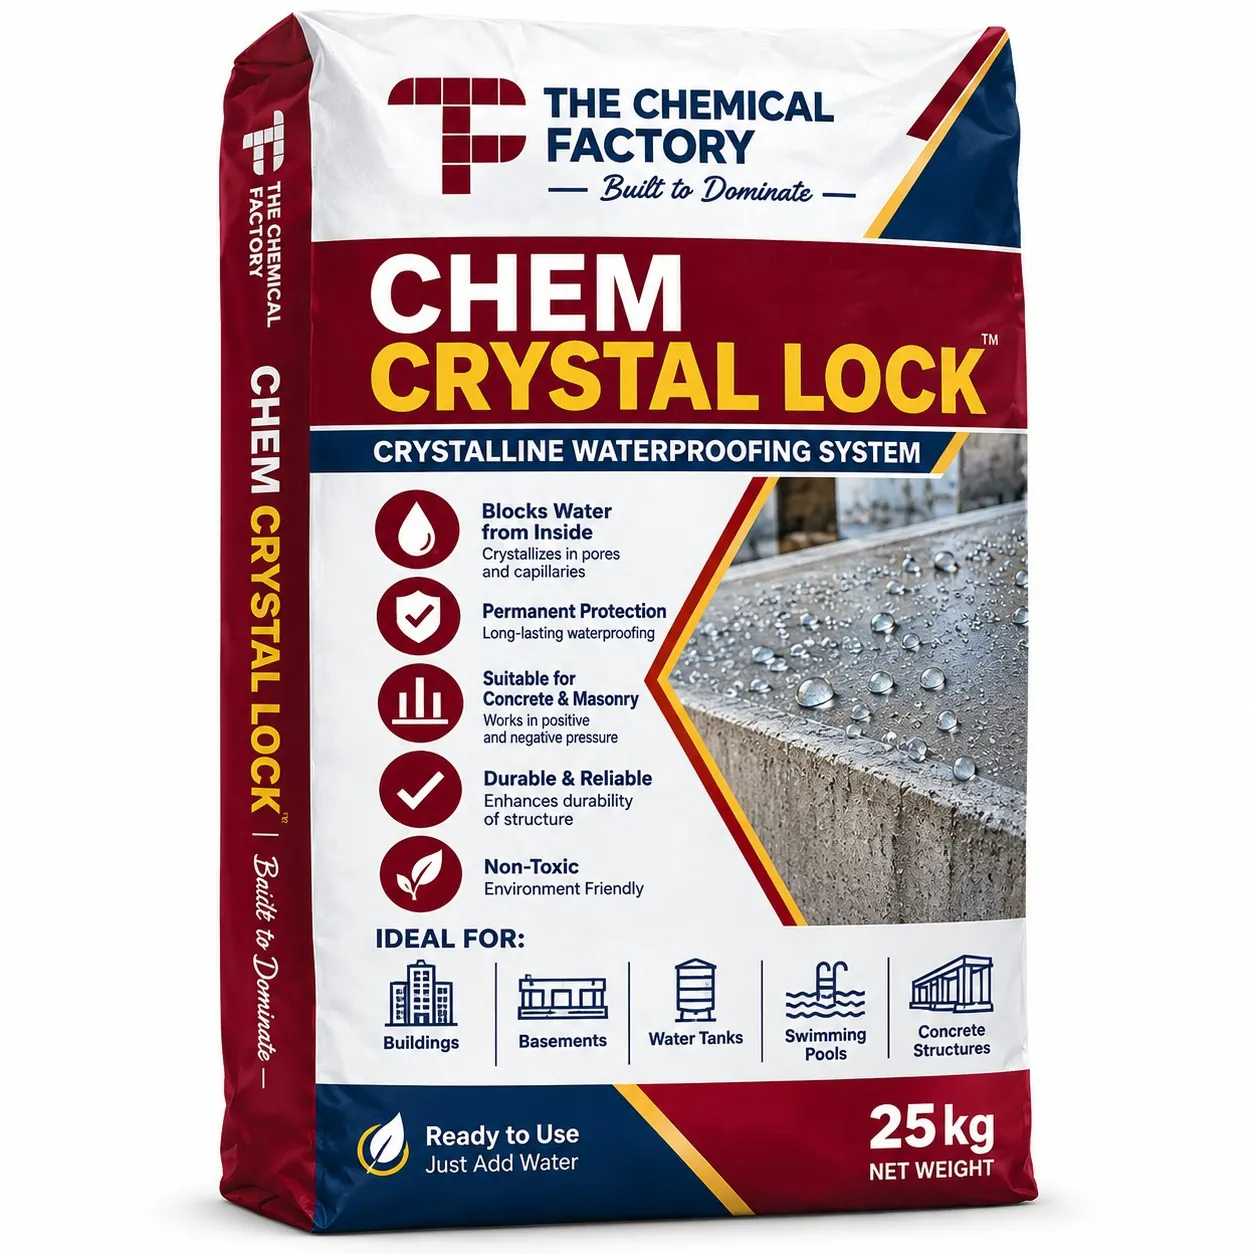 THE CHEMICAL
FACTORY
Built to Dominate
CHEM
CRYSTAL LOCK™
CRYSTALLINE WATERPROOFING SYSTEM
Blocks Water
from Inside
Crystallizes in pores
and capillaries
Permanent Protection
Long-lasting waterproofing
Suitable for
Concrete & Masonry
Works in positive
and negative pressure
Durable & Reliable
Enhances durability
of structure
Non-Toxic
Environment Friendly
IDEAL FOR:
Buildings
Basements
Water Tanks
Swimming
Pools
Concrete
Structures
Ready to Use
Just Add Water
25 kg
NET WEIGHT
THE CHEMICAL
FACTORY
CHEM CRYSTAL LOCK | Baidt to Dominate